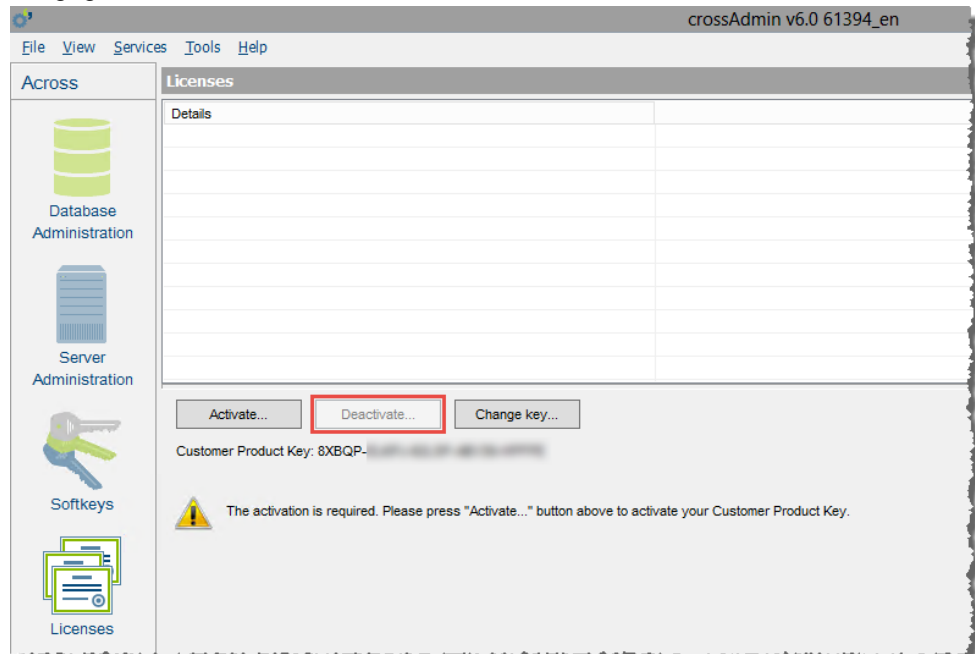 crossAdmin v6.0 61394_en
File View Services Tools Help
Across
Licenses
Details
Database
Administration
Server
Administration
Activate...
Deactivate...
Change key...
Customer Product Key: 8XBQP-
Softkeys
The activation is required. Please press "Activate..." button above to activate your Customer Product Key.
Licenses